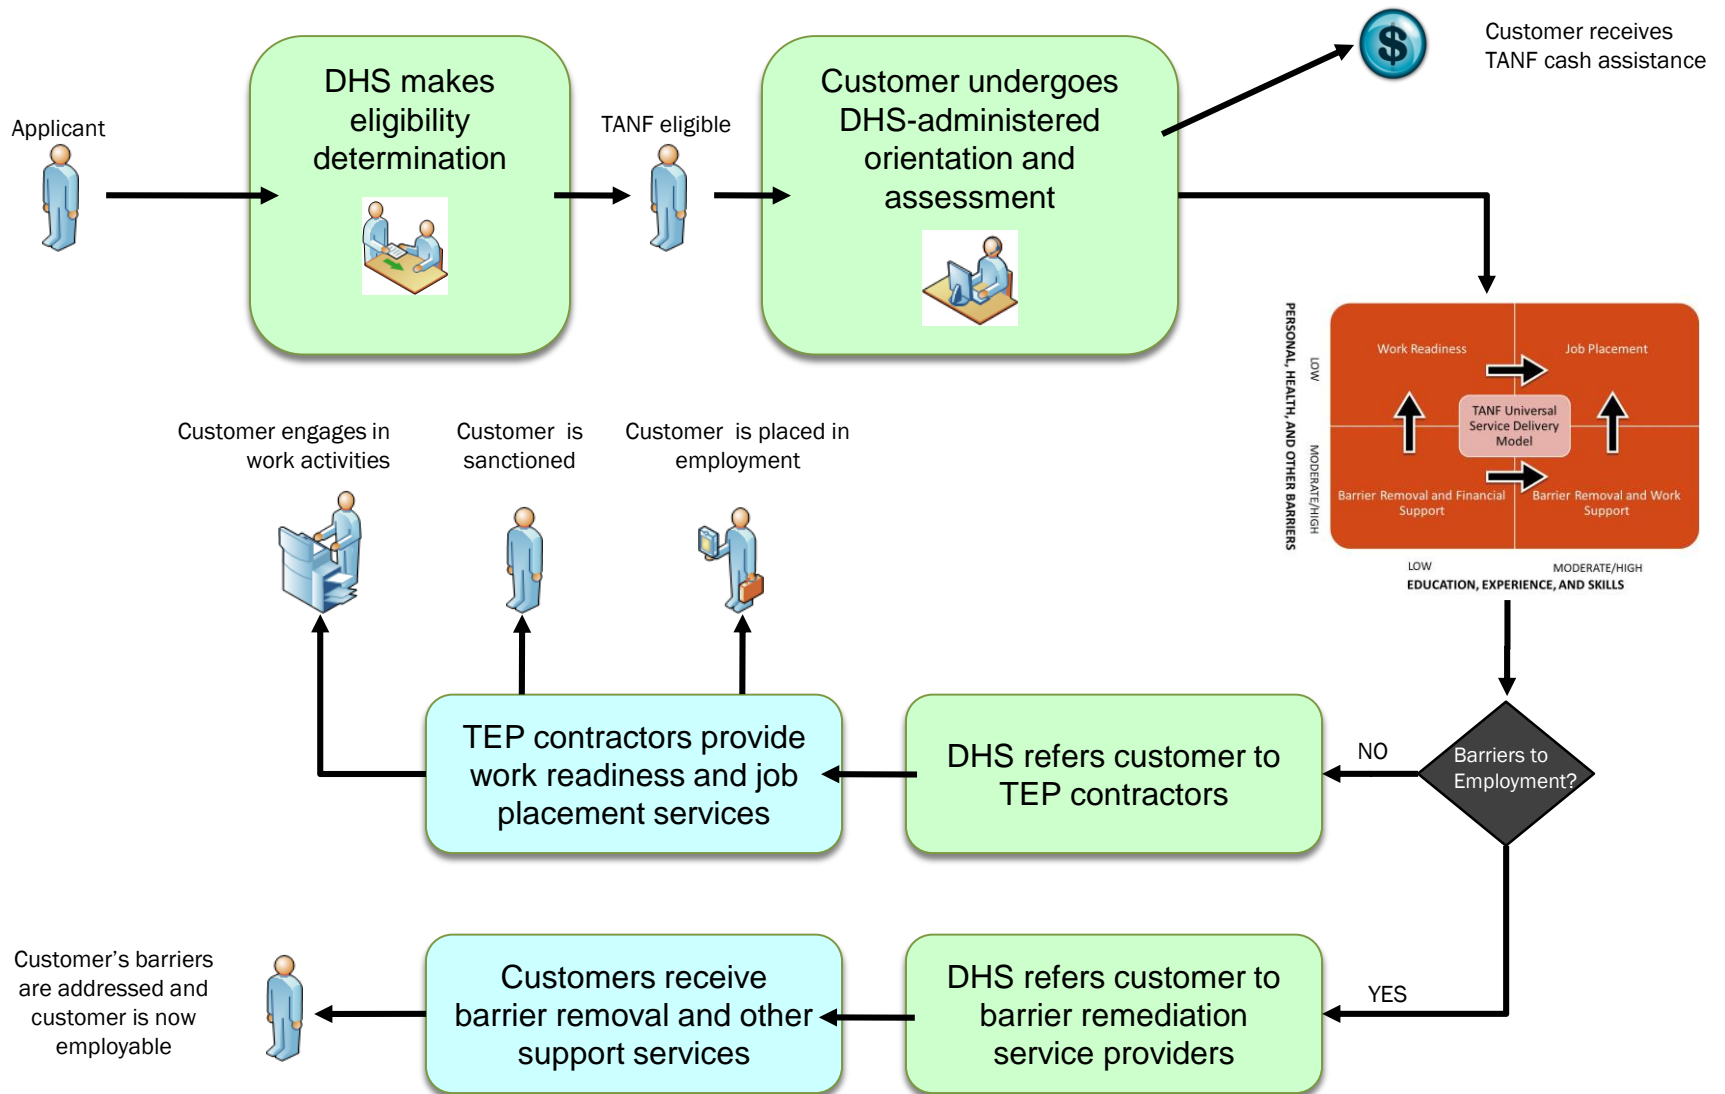 Applicant
DHS makes
eligibility
determination
TANF eligible
Customer undergoes
DHS-administered
orientation and
assessment
$
Customer receives
TANF cash assistance
PERSONAL, HEALTH, AND OTHER BARRIERS
LOW
MODERATE/HIGH
Work Readiness
Job Placement
TANF Universal
Service Delivery
Model
Barrier Removal and Financial
Support
Barrier Removal and Work
Support
LOW
MODERATE/HIGH
EDUCATION, EXPERIENCE, AND SKILLS
Customer engages in
work activities
Customer is
sanctioned
Customer is placed in
employment
TEP contractors provide
work readiness and job
placement services
DHS refers customer to
TEP contractors
NO
Barriers to
Employment?
YES
Customer’s barriers
are addressed and
customer is now
employable
Customers receive
barrier removal and other
support services
DHS refers customer to
barrier remediation
service providers